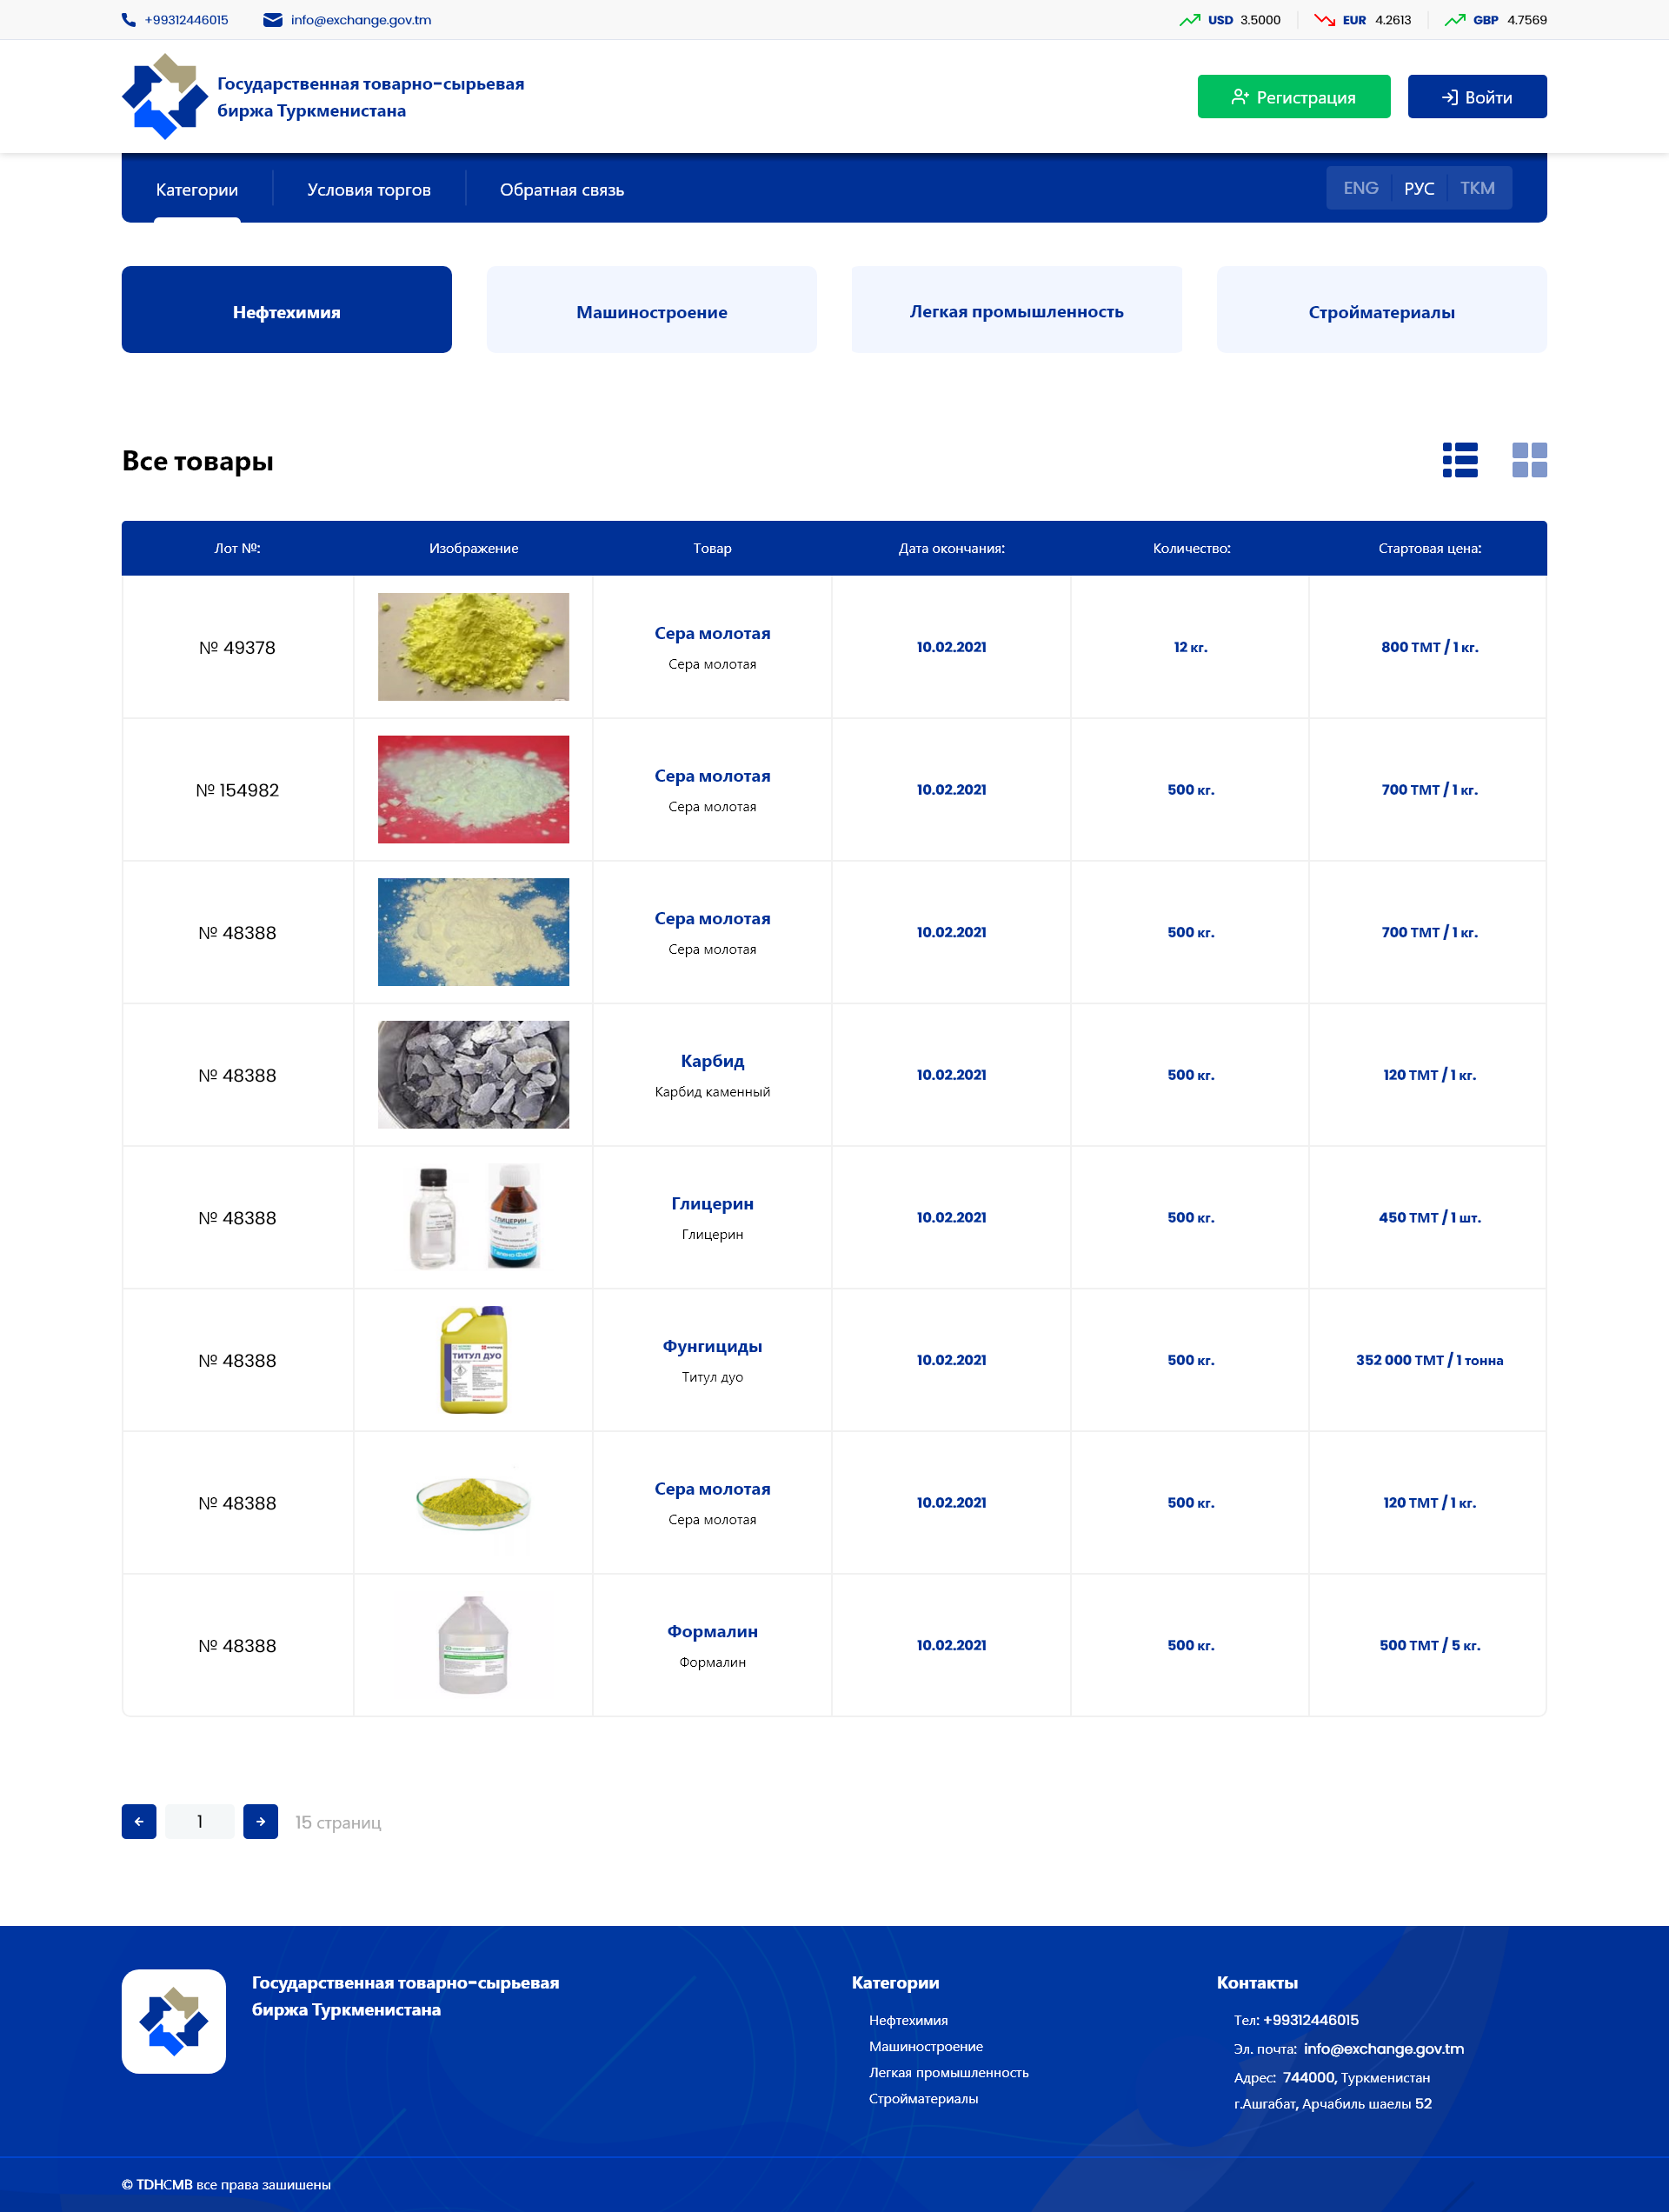 +99312446015 info@exchange.gov.tm USD 3.5000 EUR 4.2613 GBP 4.7569
Государственная товарно-сырьевая
биржа Туркменистана
Регистрация Войти
Категории Условия торгов Обратная связь ENG РУС TKM
Нефтехимия Машиностроение Легкая промышленность Стройматериалы
Все товары
Лот №: Изображение Товар Дата окончания: Количество: Стартовая цена:
№ 49378 Сера молотая 10.02.2021 12 кг. 800 ТМТ / 1 кг.
Сера молотая
№ 154982 Сера молотая 10.02.2021 500 кг. 700 ТМТ / 1 кг.
Сера молотая
№ 48388 Сера молотая 10.02.2021 500 кг. 700 ТМТ / 1 кг.
Сера молотая
№ 48388 Карбид 10.02.2021 500 кг. 120 ТМТ / 1 кг.
Карбид каменный
№ 48388 ГЛИЦЕРИН Глицерин 10.02.2021 500 кг. 450 ТМТ / 1 шт.
Глицерин
№ 48388 ТИТУЛ ДУО Фунгициды 10.02.2021 500 кг. 352 000 ТМТ / 1 тонна
Титул дуо
№ 48388 Сера молотая 10.02.2021 500 кг. 120 ТМТ / 1 кг.
Сера молотая
№ 48388 Формалин 10.02.2021 500 кг. 500 ТМТ / 5 кг.
Формалин
1 15 страниц
Государственная товарно-сырьевая
биржа Туркменистана
Категории
Нефтехимия
Машиностроение
Легкая промышленность
Стройматериалы
Контакты
Тел: +99312446015
Эл. почта: info@exchange.gov.tm
Адрес: 744000, Туркменистан
г.Ашгабат, Арчабиль шаелы 52
© TDHCMB все права зашишены